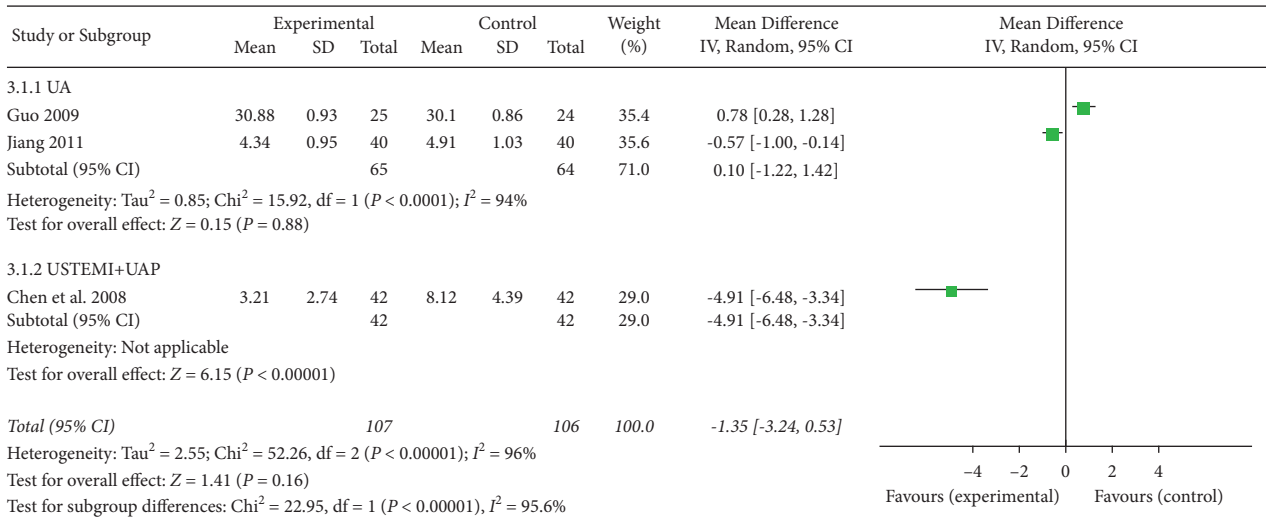 Study or Subgroup Experimental Control Weight (%) Mean Difference IV, Random, 95% CI Mean Difference IV, Random, 95% CI
Mean SD Total Mean SD Total
3.1.1 UA
Guo 2009 30.88 0.93 25 30.1 0.86 24 35.4 0.78 [0.28, 1.28]
Jiang 2011 4.34 0.95 40 4.91 1.03 40 35.6 -0.57 [-1.00, -0.14]
Subtotal (95% CI) 65 64 71.0 0.10 [-1.22, 1.42]
Heterogeneity: Tau² = 0.85; Chi² = 15.92, df = 1 (P < 0.0001); I² = 94%
Test for overall effect: Z = 0.15 (P = 0.88)
3.1.2 USTEMI+UAP
Chen et al. 2008 3.21 2.74 42 8.12 4.39 42 29.0 -4.91 [-6.48, -3.34]
Subtotal (95% CI) 42 42 29.0 -4.91 [-6.48, -3.34]
Heterogeneity: Not applicable
Test for overall effect: Z = 6.15 (P < 0.00001)
Total (95% CI) 107 106 100.0 -1.35 [-3.24, 0.53]
Heterogeneity: Tau² = 2.55; Chi² = 52.26, df = 2 (P < 0.00001); I² = 96%
Test for overall effect: Z = 1.41 (P = 0.16)
Test for subgroup differences: Chi² = 22.95, df = 1 (P < 0.00001), I² = 95.6%
–4 –2 0 2 4
Favours (experimental) Favours (control)